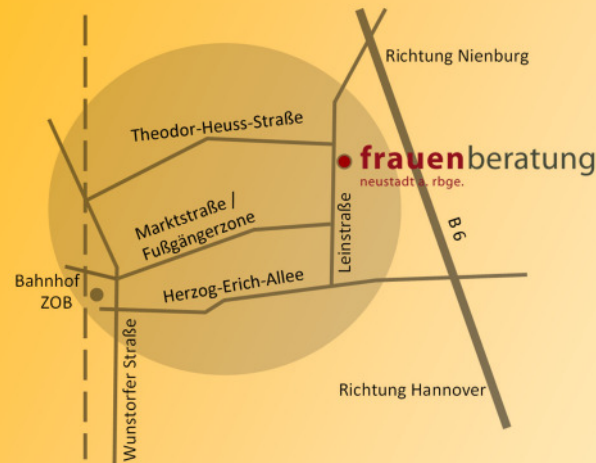 Richtung Nienburg
Theodor-Heuss-Straße
frauenberatung
neustadt a. rbge.
Marktstraße /
Fußgängerzone
Leinstraße
B 6
Bahnhof
ZOB
Herzog-Erich-Allee
Wunstorfer Straße
Richtung Hannover